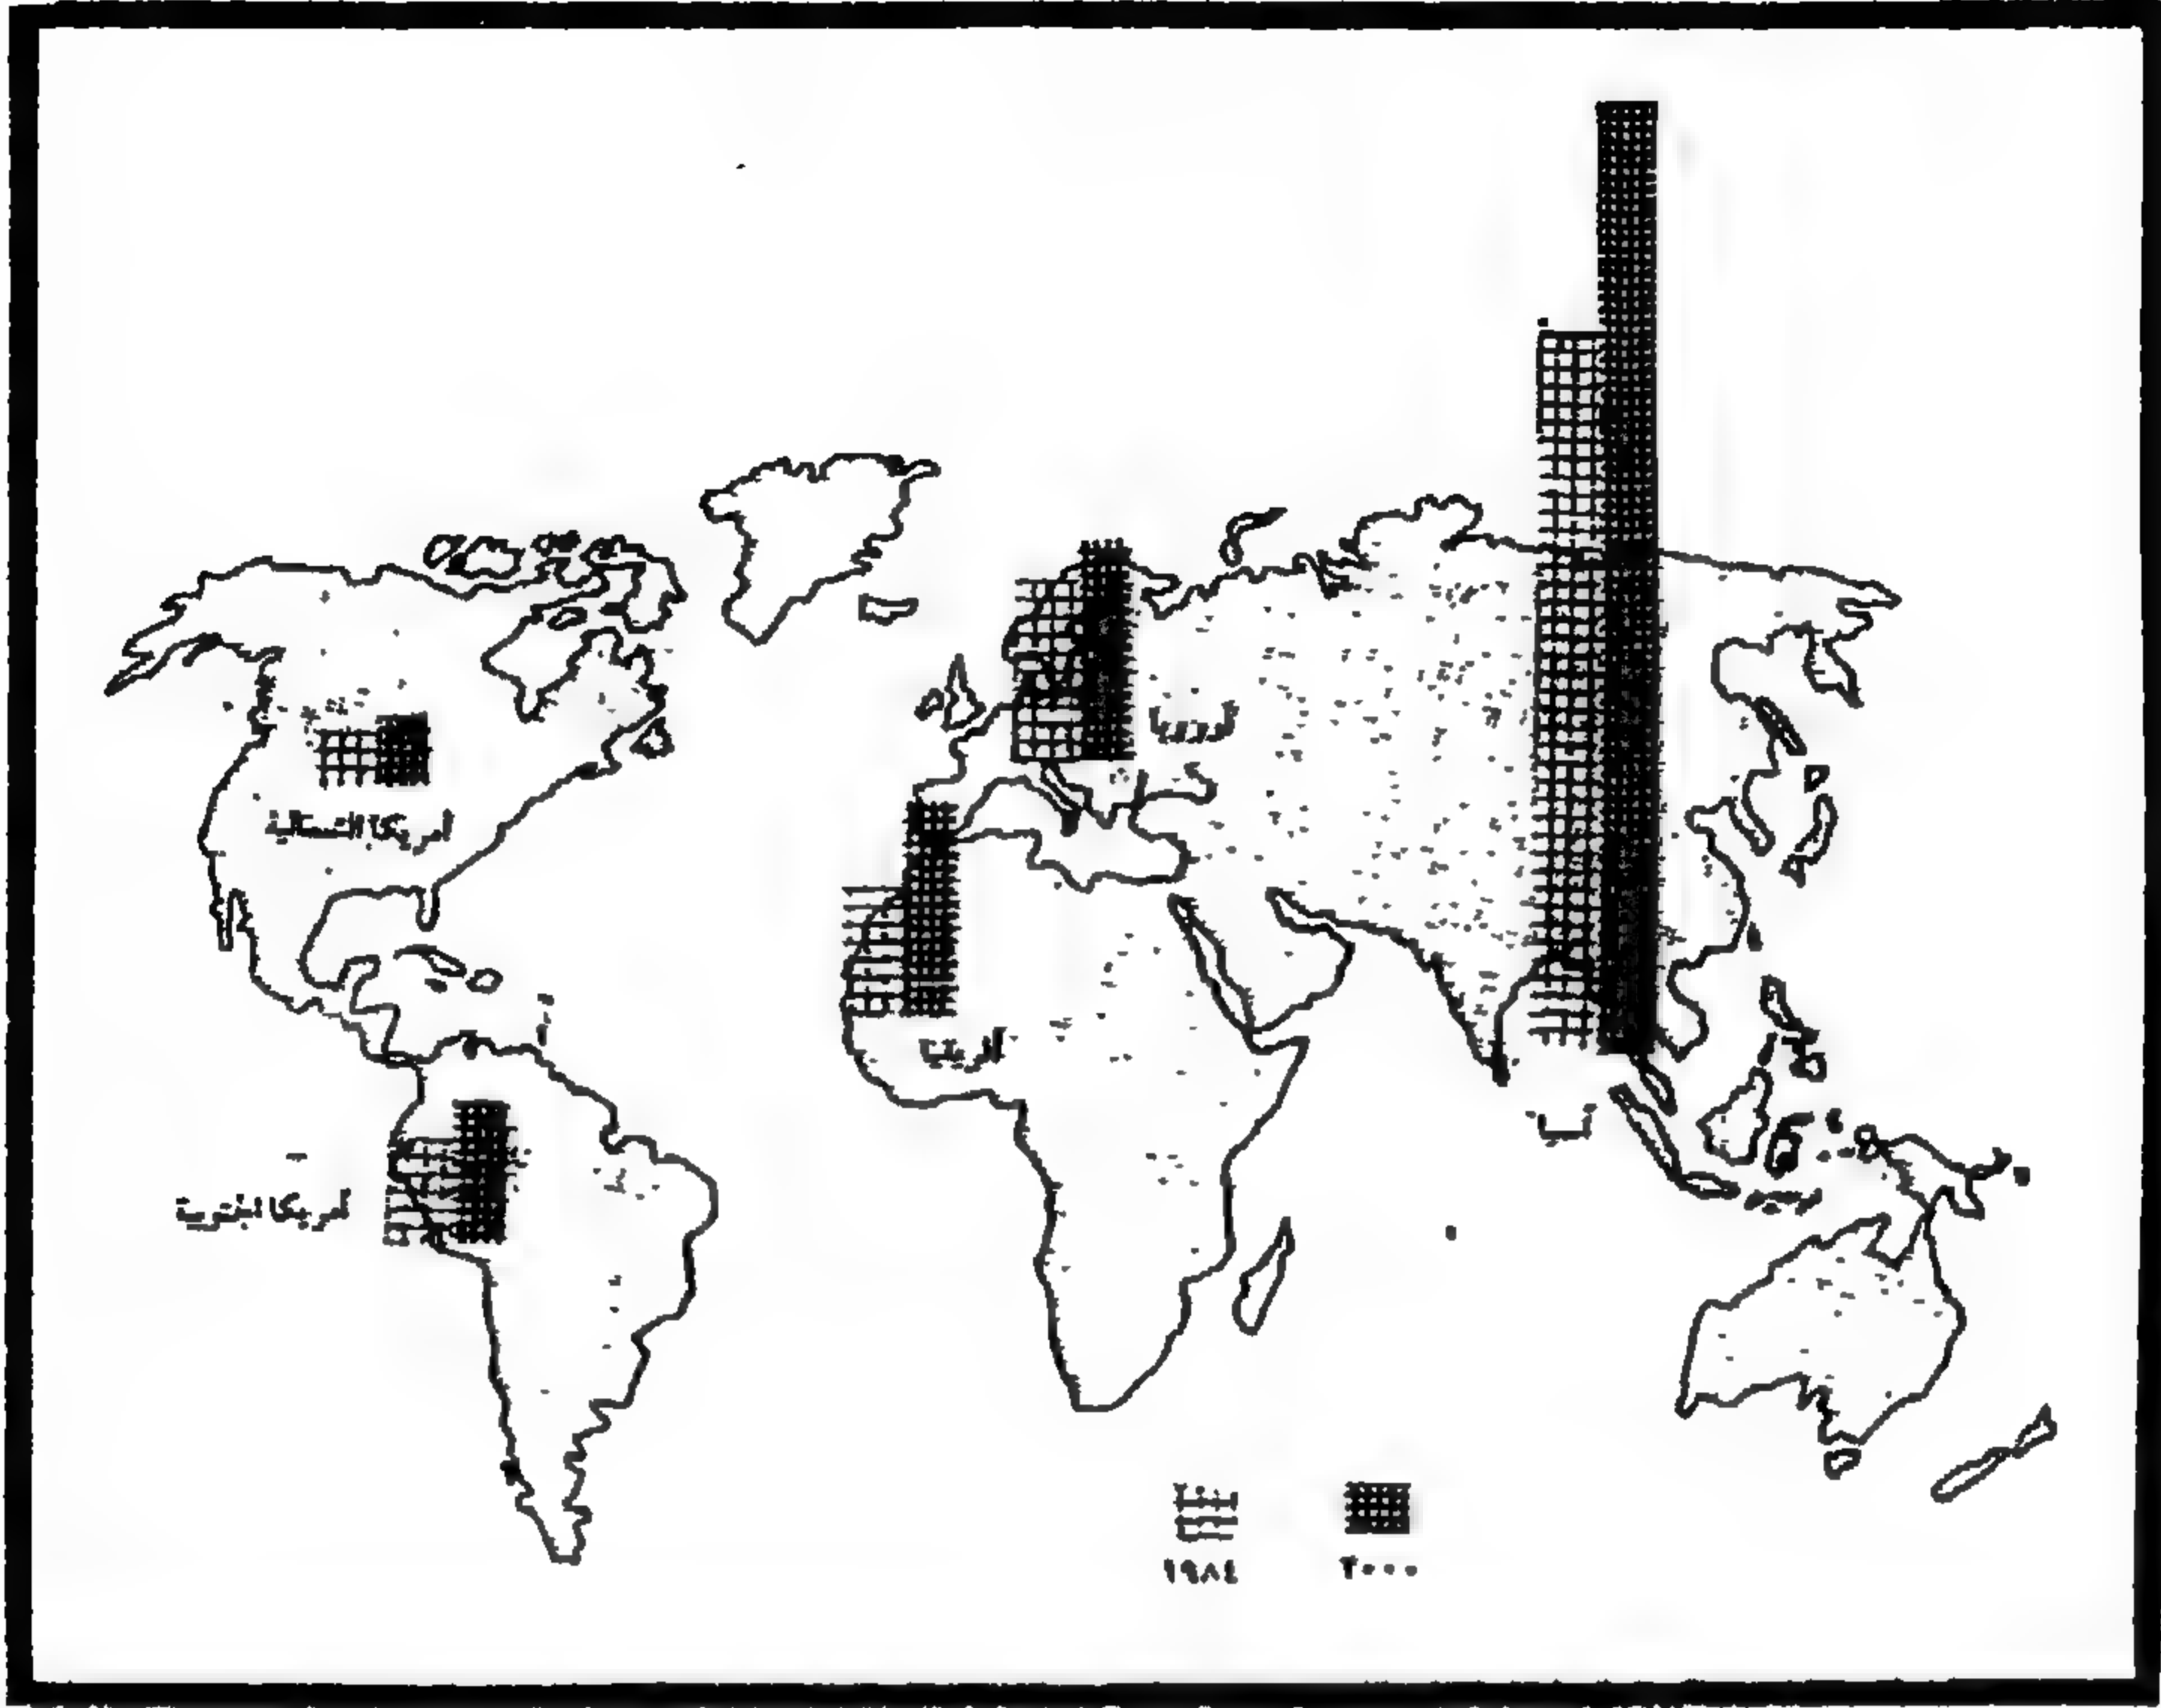 أوروبا
أمريكا الشمالية
أفريقيا
آسيا
أمريكا الجنوبية
١٩٨٤
٢٠٠٠